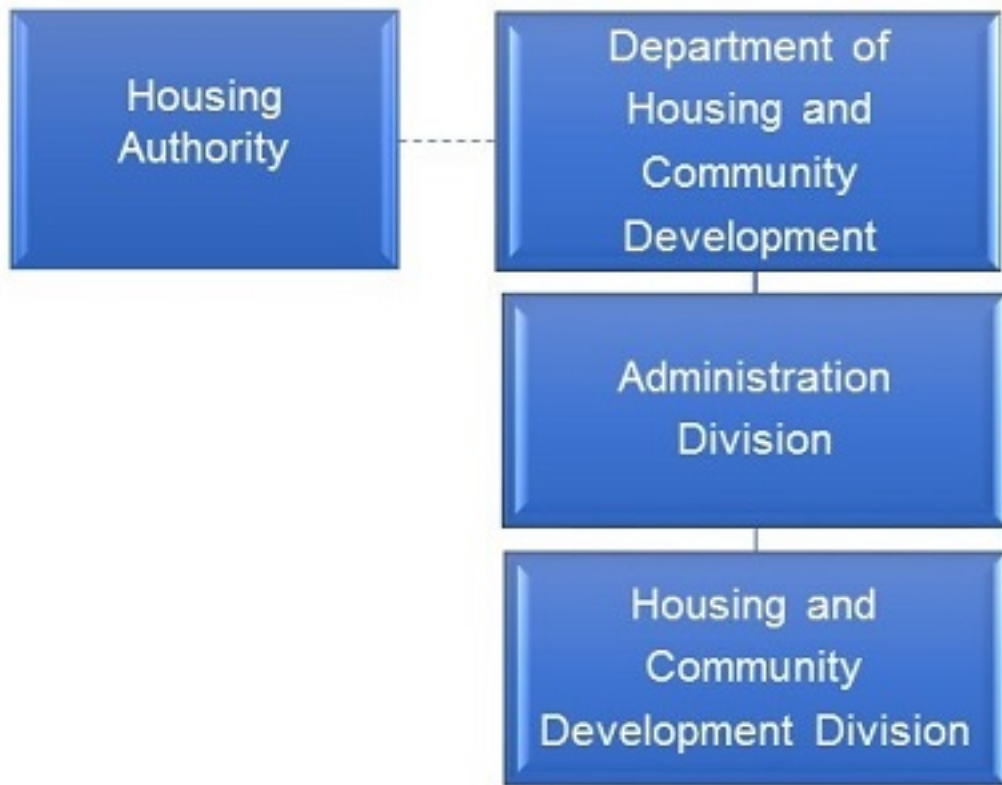 Housing
Authority
Department of
Housing and
Community
Development
Administration
Division
Housing and
Community
Development Division